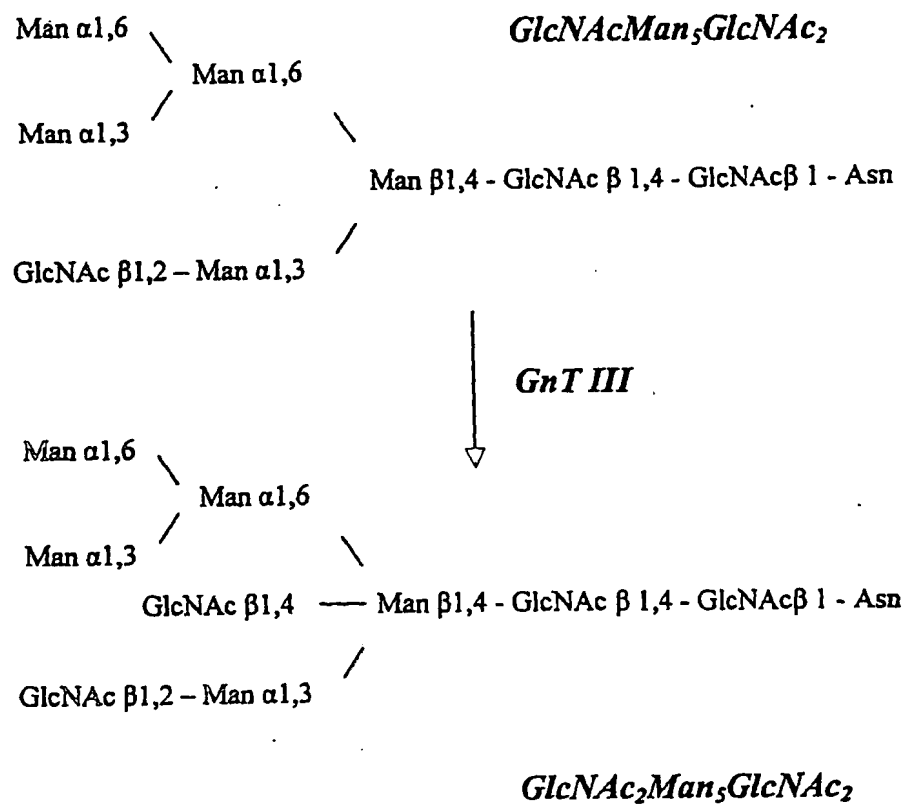 Man α1,6
GlcNAcMan₅GlcNAc₂
Man α1,6
Man α1,3
Man β1,4 - GlcNAc β 1,4 - GlcNAcβ 1 - Asn
GlcNAc β1,2 – Man α1,3
GnT III
Man α1,6
Man α1,6
Man α1,3
GlcNAc β1,4 — Man β1,4 - GlcNAc β 1,4 - GlcNAcβ 1 - Asn
GlcNAc β1,2 – Man α1,3
GlcNAc₂Man₅GlcNAc₂